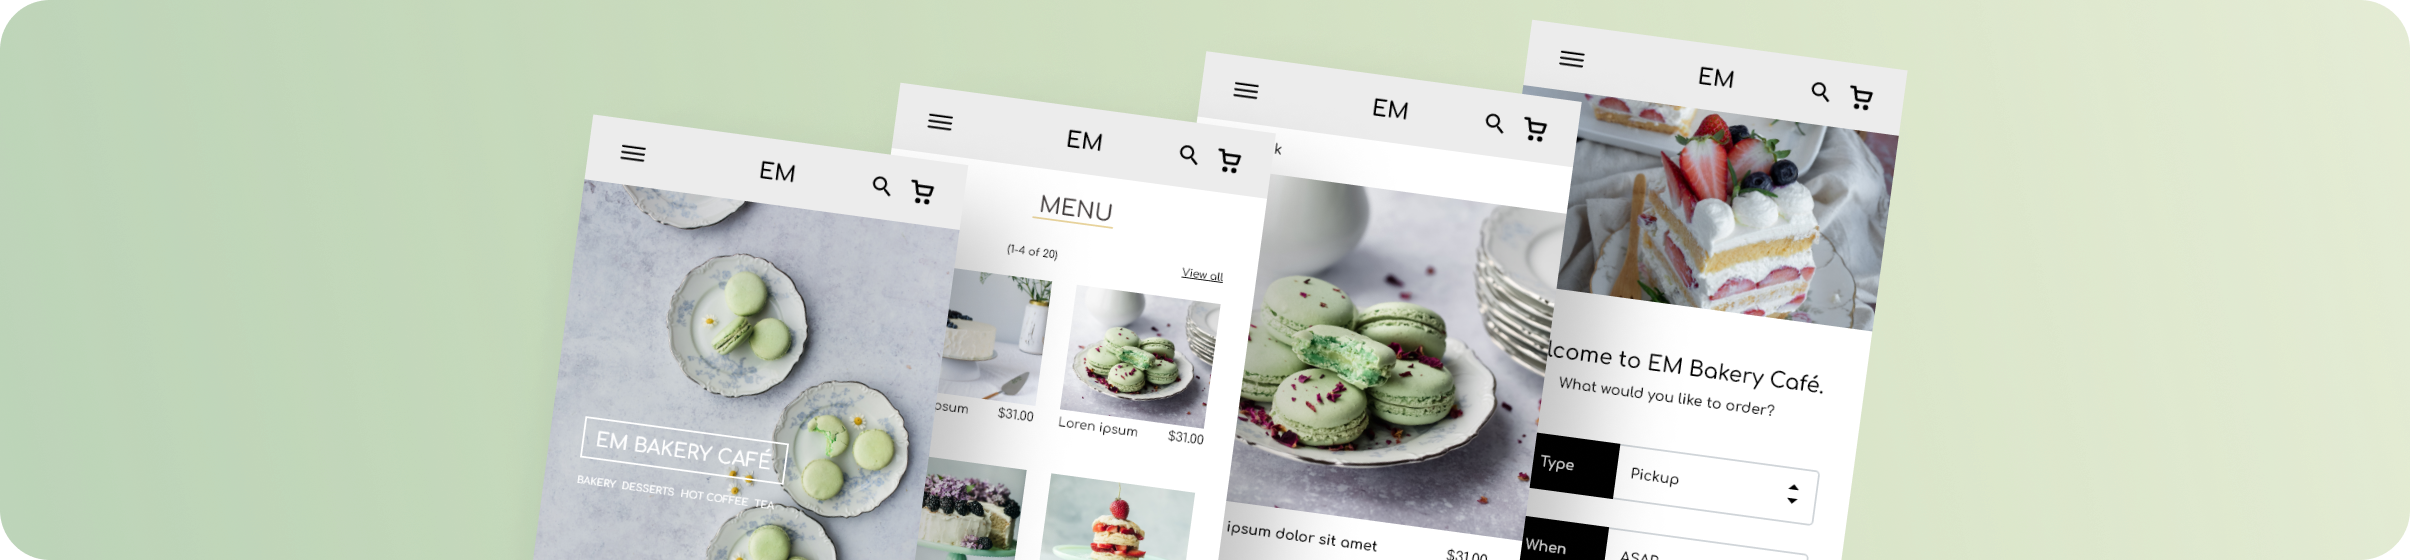 EM
EM BAKERY CAFÉ
BAKERY DESSERTS HOT COFFEE TEA
EM
MENU
(1-4 of 20)
View all
$31.00
Loren ipsum $31.00
EM
ipsum dolor sit amet
$31.00
EM
to EM Bakery Café.
What would you like to order?
Type Pickup
When ASAP